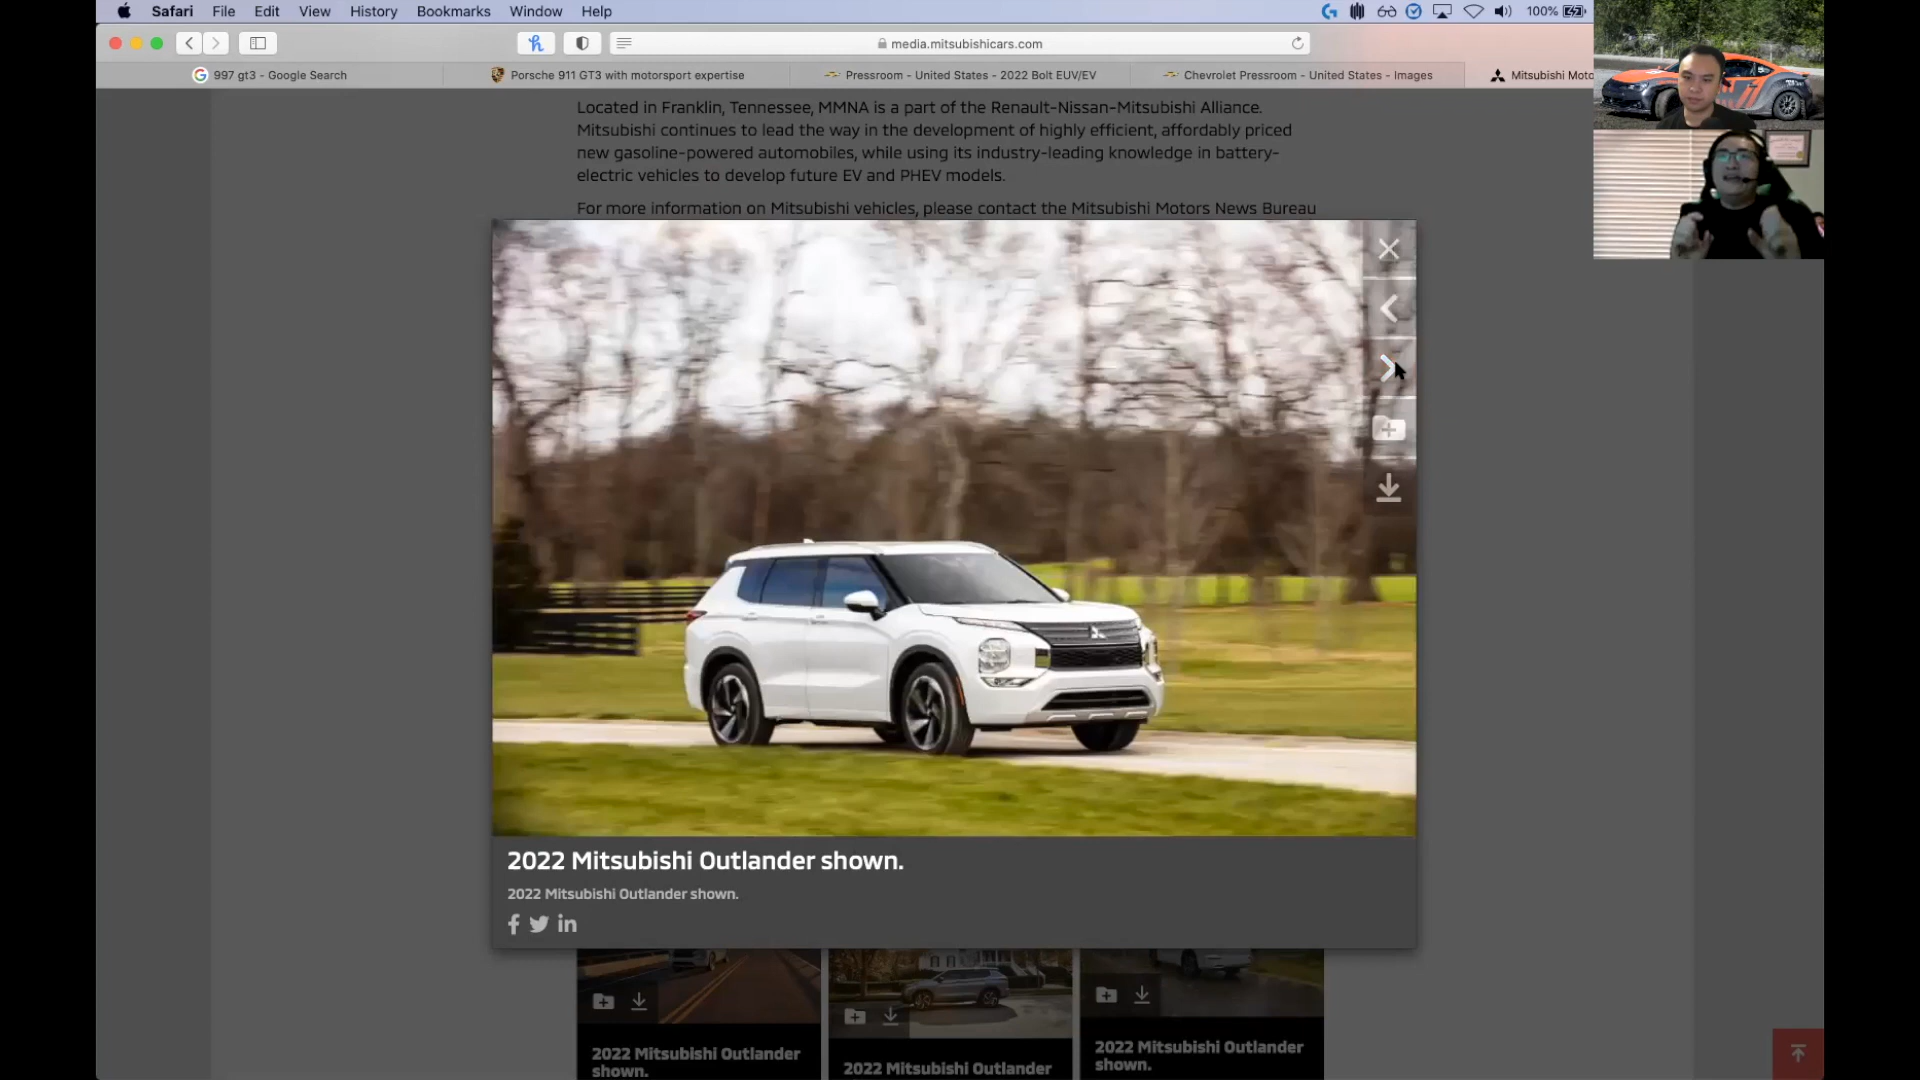 Safari File Edit View History Bookmarks Window Help 100%
media.mitsubishicars.com
997 gt3 - Google Search
Porsche 911 GT3 with motorsport expertise
Pressroom - United States - 2022 Bolt EUV/EV
Chevrolet Pressroom - United States - Images
Mitsubishi Moto
Located in Franklin, Tennessee, MMNA is a part of the Renault-Nissan-Mitsubishi Alliance.
Mitsubishi continues to lead the way in the development of highly efficient, affordably priced
new gasoline-powered automobiles, while using its industry-leading knowledge in battery-
electric vehicles to develop future EV and PHEV models.
For more information on Mitsubishi vehicles, please contact the Mitsubishi Motors News Bureau
2022 Mitsubishi Outlander shown.
2022 Mitsubishi Outlander shown.
2022 Mitsubishi Outlander
shown.
2022 Mitsubishi Outlander
2022 Mitsubishi Outlander
shown.